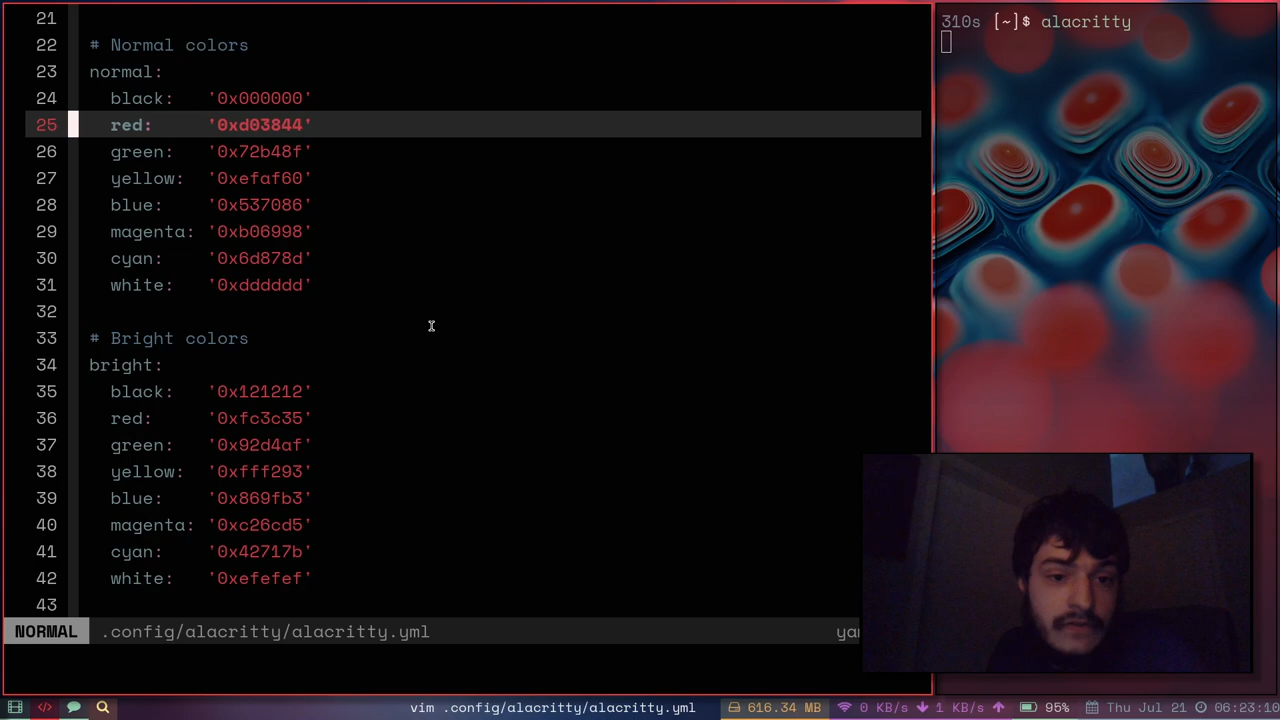 21
22 # Normal colors
23 normal:
24 black: '0x000000'
25 red: '0xd03844'
26 green: '0x72b48f'
27 yellow: '0xefaf60'
28 blue: '0x537086'
29 magenta: '0xb06998'
30 cyan: '0x6d878d'
31 white: '0xdddddd'
32
33 # Bright colors
34 bright:
35 black: '0x121212'
36 red: '0xfc3c35'
37 green: '0x92d4af'
38 yellow: '0xfff293'
39 blue: '0x869fb3'
40 magenta: '0xc26cd5'
41 cyan: '0x42717b'
42 white: '0xefefef'
43
NORMAL .config/alacritty/alacritty.yml
310s [~]$ alacritty
vim .config/alacritty/alacritty.yml 616.34 MB 0 KB/s 1 KB/s 95% Thu Jul 21 06:23:10